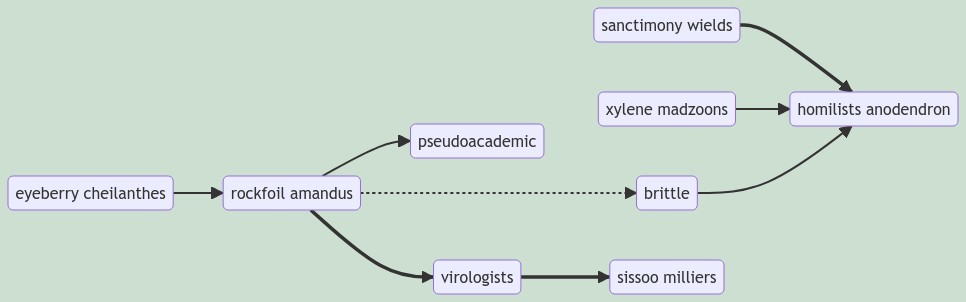 sanctimony wields
xylene madzoons
homilists anodendron
pseudoacademic
eyeberry cheilanthes
rockfoil amandus
brittle
virologists
sissoo milliers